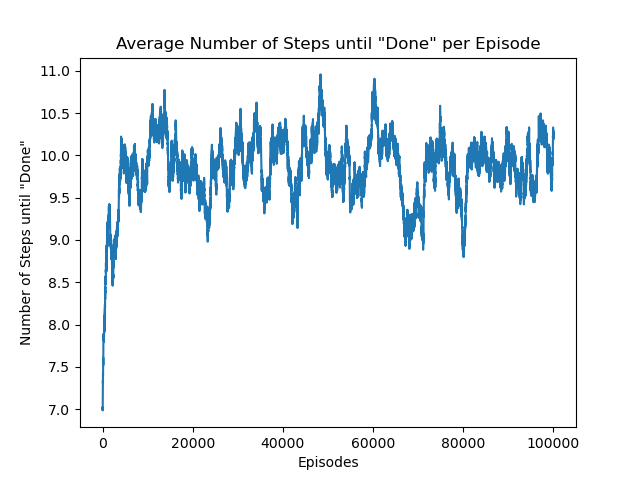 Average Number of Steps until "Done" per Episode
Number of Steps until "Done"
11.0
10.5
10.0
9.5
9.0
8.5
8.0
7.5
7.0
0 20000 40000 60000 80000 100000
Episodes